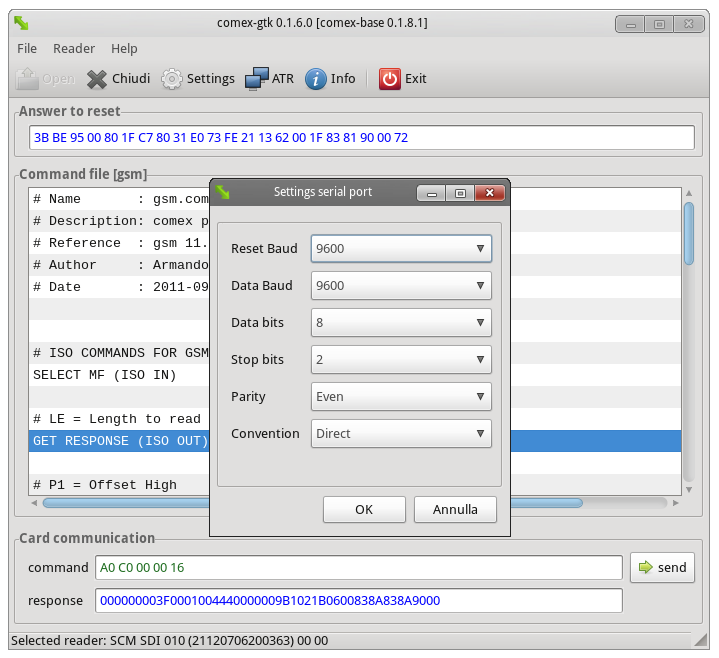 comex-gtk 0.1.6.0 [comex-base 0.1.8.1]
File Reader Help
Open Chiudi Settings ATR Info Exit
Answer to reset
3B BE 95 00 80 1F C7 80 31 E0 73 FE 21 13 62 00 1F 83 81 90 00 72
Command file [gsm]
# Name : gsm.com
# Description: comex p
# Reference : gsm 11.
# Author : Armando
# Date : 2011-09
# ISO COMMANDS FOR GSM
SELECT MF (ISO IN)
# LE = Length to read
GET RESPONSE (ISO OUT)
# P1 = Offset High
Settings serial port
Reset Baud 9600
Data Baud 9600
Data bits 8
Stop bits 2
Parity Even
Convention Direct
OK Annulla
Card communication
command A0 C0 00 00 16 send
response 000000003F0001004440000009B1021B0600838A838A9000
Selected reader: SCM SDI 010 (21120706200363) 00 00